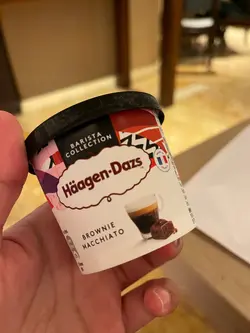 BARISTA
COLLECTION
Häagen-Dazs
BROWNIE
MACCHIATO